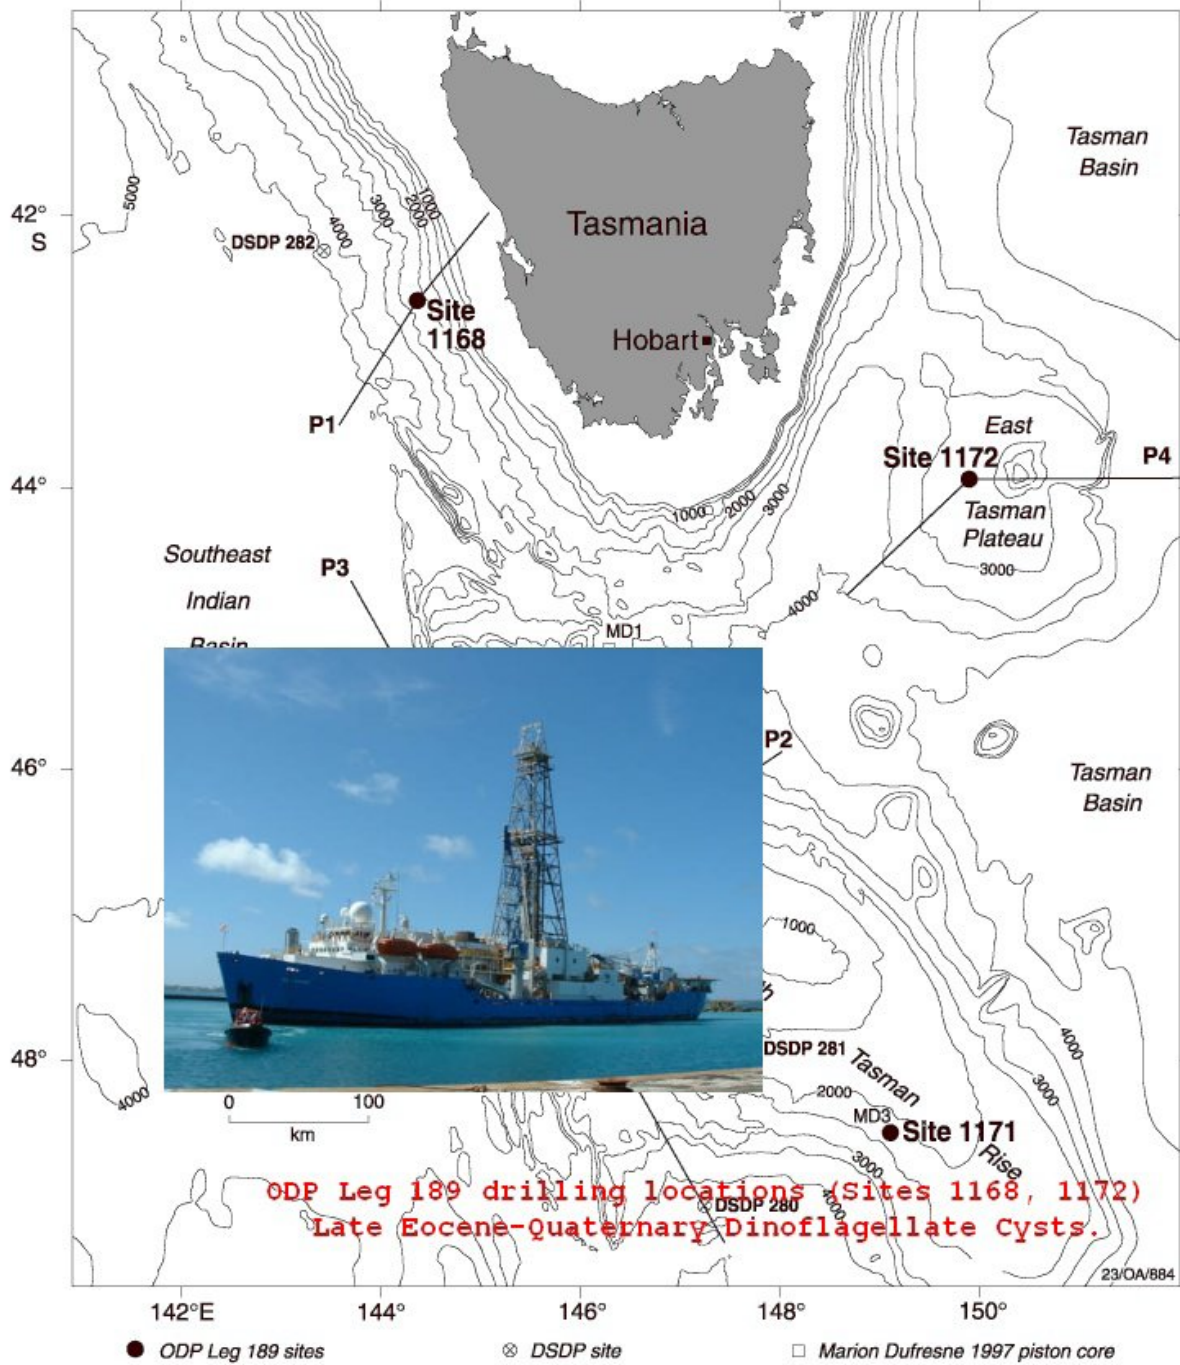 Tasman
Basin
5000
1000
2000
3000
4000
42°
S
DSDP 282
Tasmania
Site
1168
Hobart
P1
East
Site 1172
P4
44°
1000
2000
3000
Tasman
Plateau
3000
Southeast
Indian
Basin
P3
4000
MD1
P2
46°
Tasman
Basin
1000
48°
DSDP 281
Tasman
Rise
4000
3000
2000
MD3
Site 1171
4000
0 100
km
3000
4000
ODP Leg 189 drilling locations (Sites 1168, 1172)
DSDP 280
Late Eocene-Quaternary Dinoflagellate Cysts.
23/OA/884
142°E 144° 146° 148° 150°
ODP Leg 189 sites DSDP site Marion Dufresne 1997 piston core